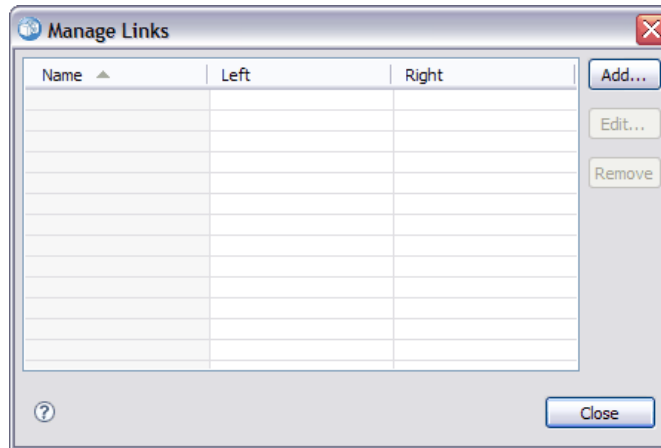 Manage Links
Name Left Right
Add...
Edit...
Remove
?
Close